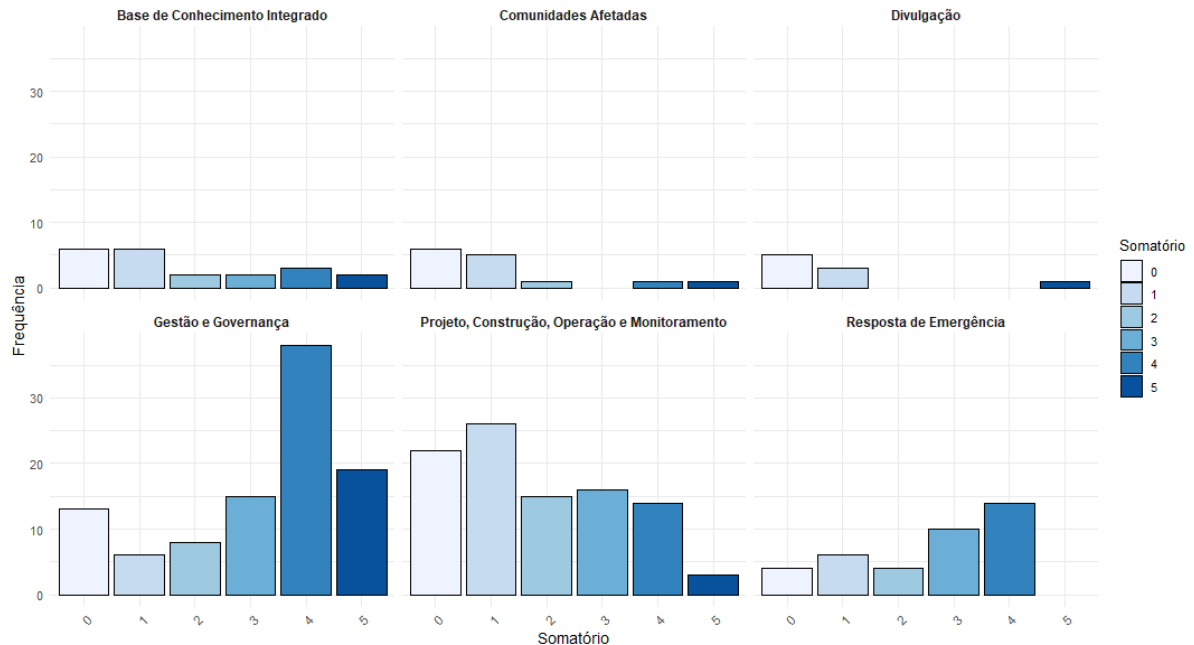 Base de Conhecimento Integrado
Comunidades Afetadas
Divulgação
30
20
10
0
Gestão e Governança
Projeto, Construção, Operação e Monitoramento
Resposta de Emergência
30
20
10
0
0 1 2 3 4 5
0 1 2 3 4 5
0 1 2 3 4 5
Somatório
Frequência
Somatório
0
1
2
3
4
5